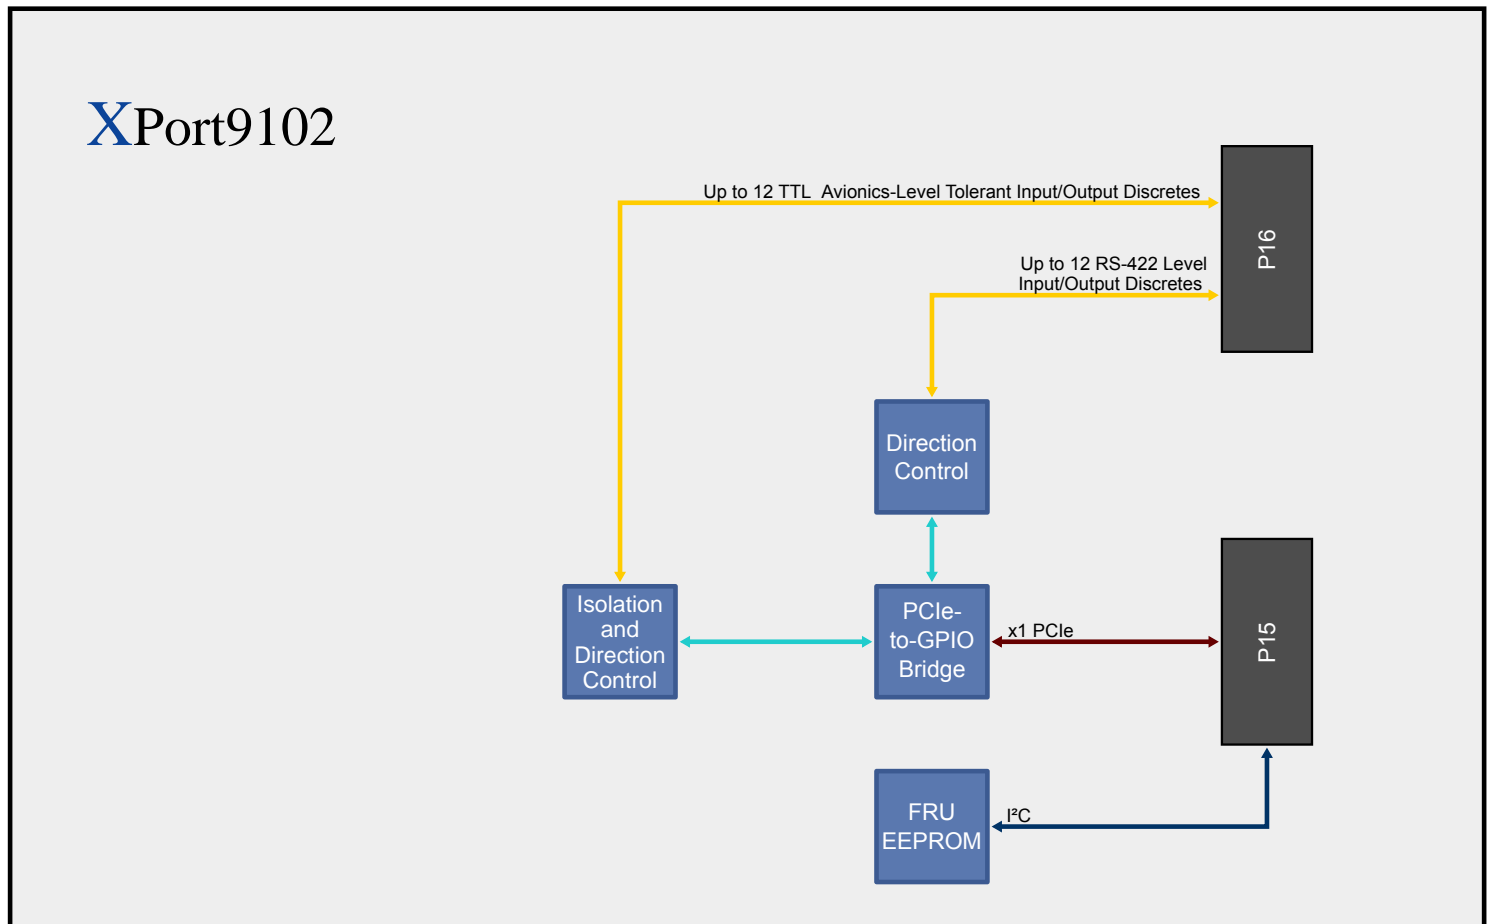 XPort9102
Up to 12 TTL  Avionics-Level Tolerant Input/Output Discretes
P16
Up to 12 RS-422 Level
Input/Output Discretes
Direction
Control
Isolation
and
Direction
Control
PCIe-
to-GPIO
Bridge
x1 PCIe
P15
FRU
EEPROM
I²C